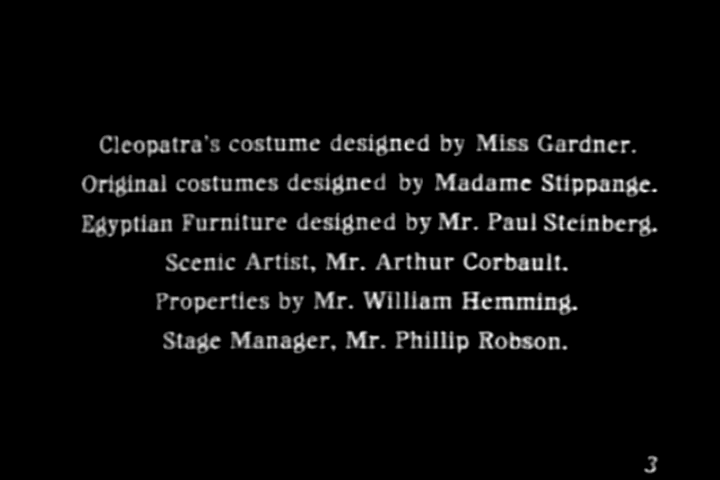 Cleopatra's costume designed by Miss Gardner.
Original costumes designed by Madame Stippange.
Egyptian Furniture designed by Mr. Paul Steinberg.
Scenic Artist, Mr. Arthur Corbault.
Properties by Mr. William Hemming.
Stage Manager, Mr. Phillip Robson.
3